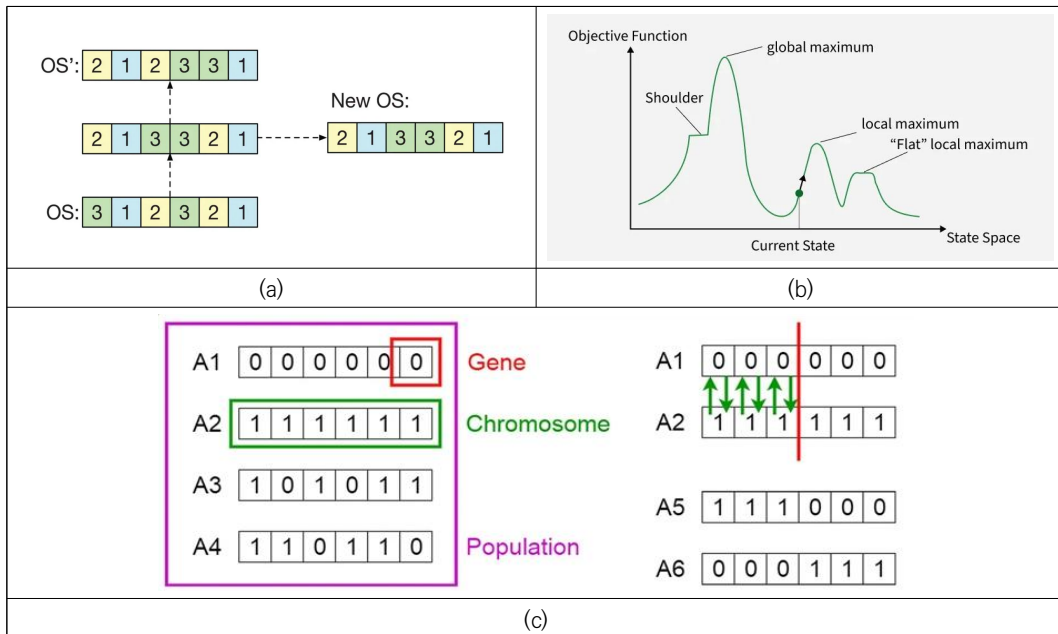 OS': 2 1 2 3 3 1
New OS:
2 1 3 3 2 1
2 1 3 3 2 1
OS: 3 1 2 3 2 1
(a)
Objective Function
global maximum
Shoulder
local maximum
“Flat” local maximum
Current State
State Space
(b)
A1 0 0 0 0 0 0 Gene
A2 1 1 1 1 1 1 Chromosome
A3 1 0 1 0 1 1
A4 1 1 0 1 1 0 Population
A1 0 0 0 0 0 0
A2 1 1 1 1 1 1
A5 1 1 1 0 0 0
A6 0 0 0 1 1 1
(c)